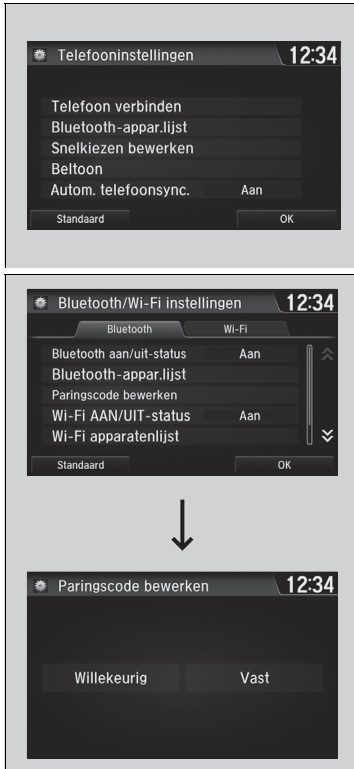 Telefooninstellingen 12:34
Telefoon verbinden
Bluetooth-appar.lijst
Snelkiezen bewerken
Beltoon
Autom. telefoonsync. Aan
Standaard OK
Bluetooth/Wi-Fi instellingen 12:34
Bluetooth Wi-Fi
Bluetooth aan/uit-status Aan
Bluetooth-appar.lijst
Paringscode bewerken
Wi-Fi AAN/UIT-status Aan
Wi-Fi apparatenlijst
Standaard OK
Paringscode bewerken 12:34
Willekeurig Vast